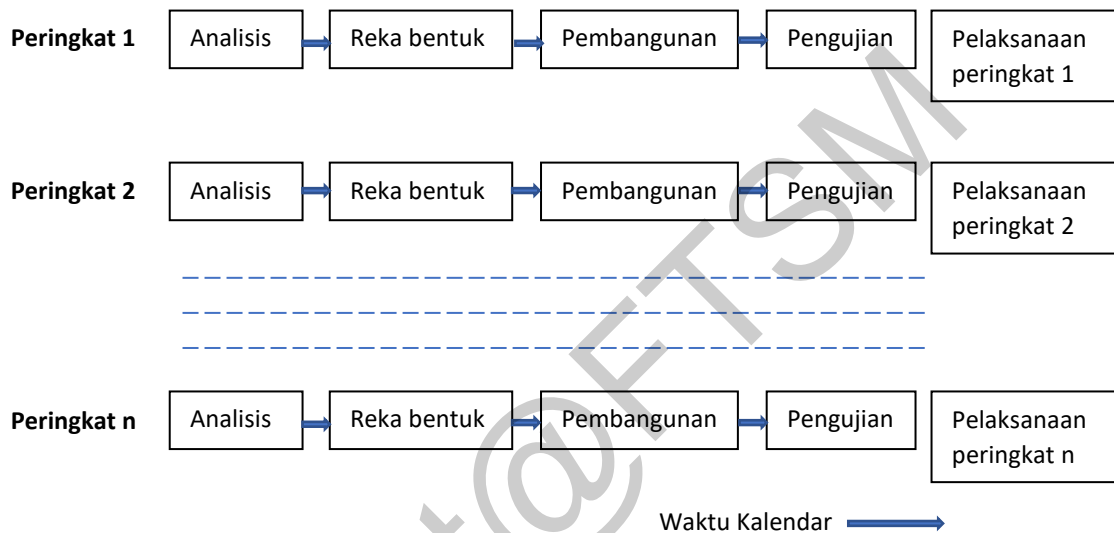 Peringkat 1 Analisis Reka bentuk Pembangunan Pengujian Pelaksanaan
peringkat 1
Peringkat 2 Analisis Reka bentuk Pembangunan Pengujian Pelaksanaan
peringkat 2
Peringkat n Analisis Reka bentuk Pembangunan Pengujian Pelaksanaan
peringkat n
Waktu Kalendar
t@FTSM